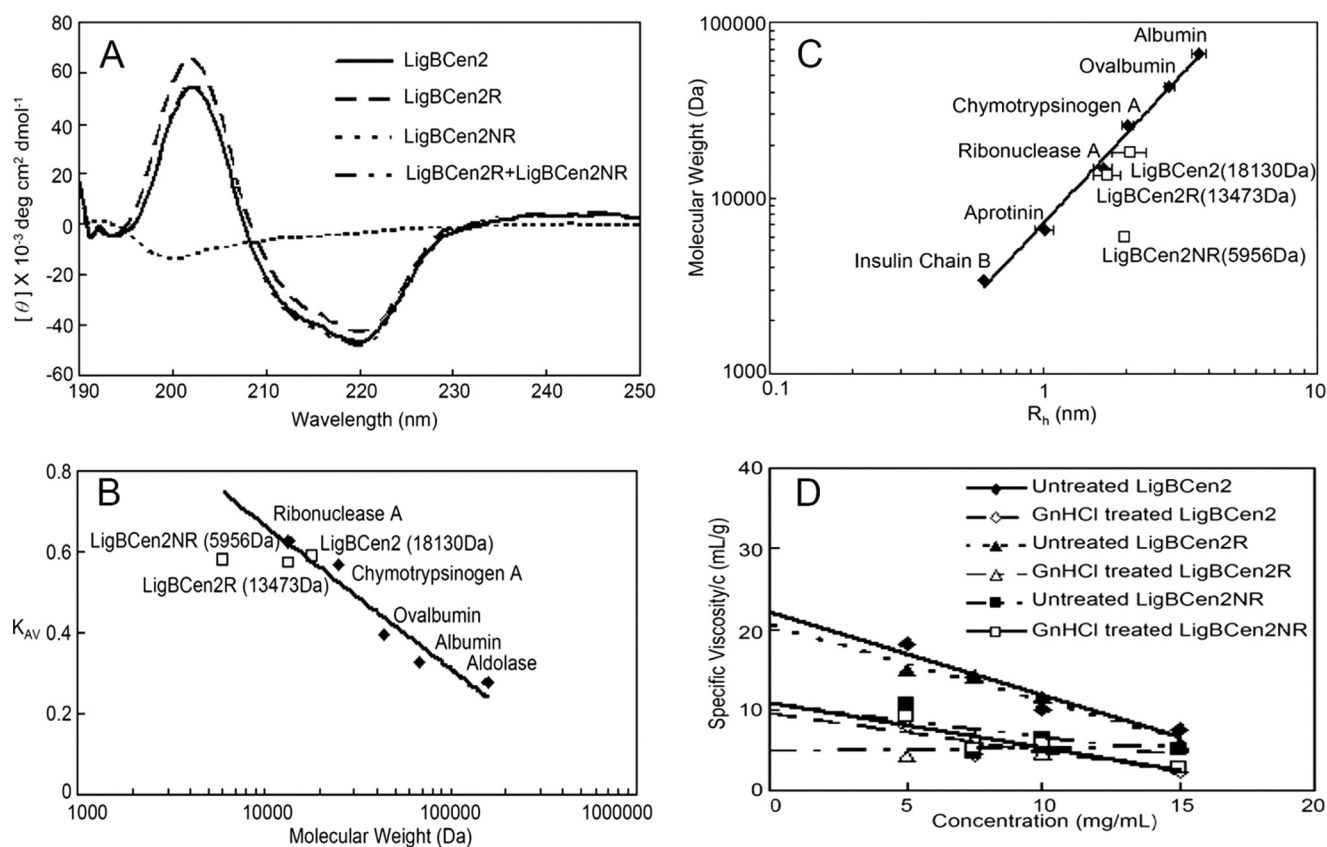 A
LigBCen2
LigBCen2R
LigBCen2NR
LigBCen2R+LigBCen2NR
60
40
20
0
-20
-40
-60
190
200
210
220
230
240
250
[ θ ] X 10-3 deg cm2 dmol-1
Wavelength (nm)
C
100000
10000
1000
Molecular Weight (Da)
Albumin
Ovalbumin
Chymotrypsinogen A
Ribonuclease A
LigBCen2(18130Da)
LigBCen2R(13473Da)
Aprotinin
Insulin Chain B
LigBCen2NR(5956Da)
0.1
1
10
Rh (nm)
B
0.8
0.6
0.4
0.2
0
KAV
Ribonuclease A
LigBCen2NR (5956Da)
LigBCen2 (18130Da)
LigBCen2R (13473Da)
Chymotrypsinogen A
Ovalbumin
Albumin
Aldolase
1000
10000
100000
1000000
Molecular Weight (Da)
D
40
30
20
10
0
Specific Viscosity/c (mL/g)
Untreated LigBCen2
GnHCl treated LigBCen2
Untreated LigBCen2R
GnHCl treated LigBCen2R
Untreated LigBCen2NR
GnHCl treated LigBCen2NR
0
5
10
15
20
Concentration (mg/mL)